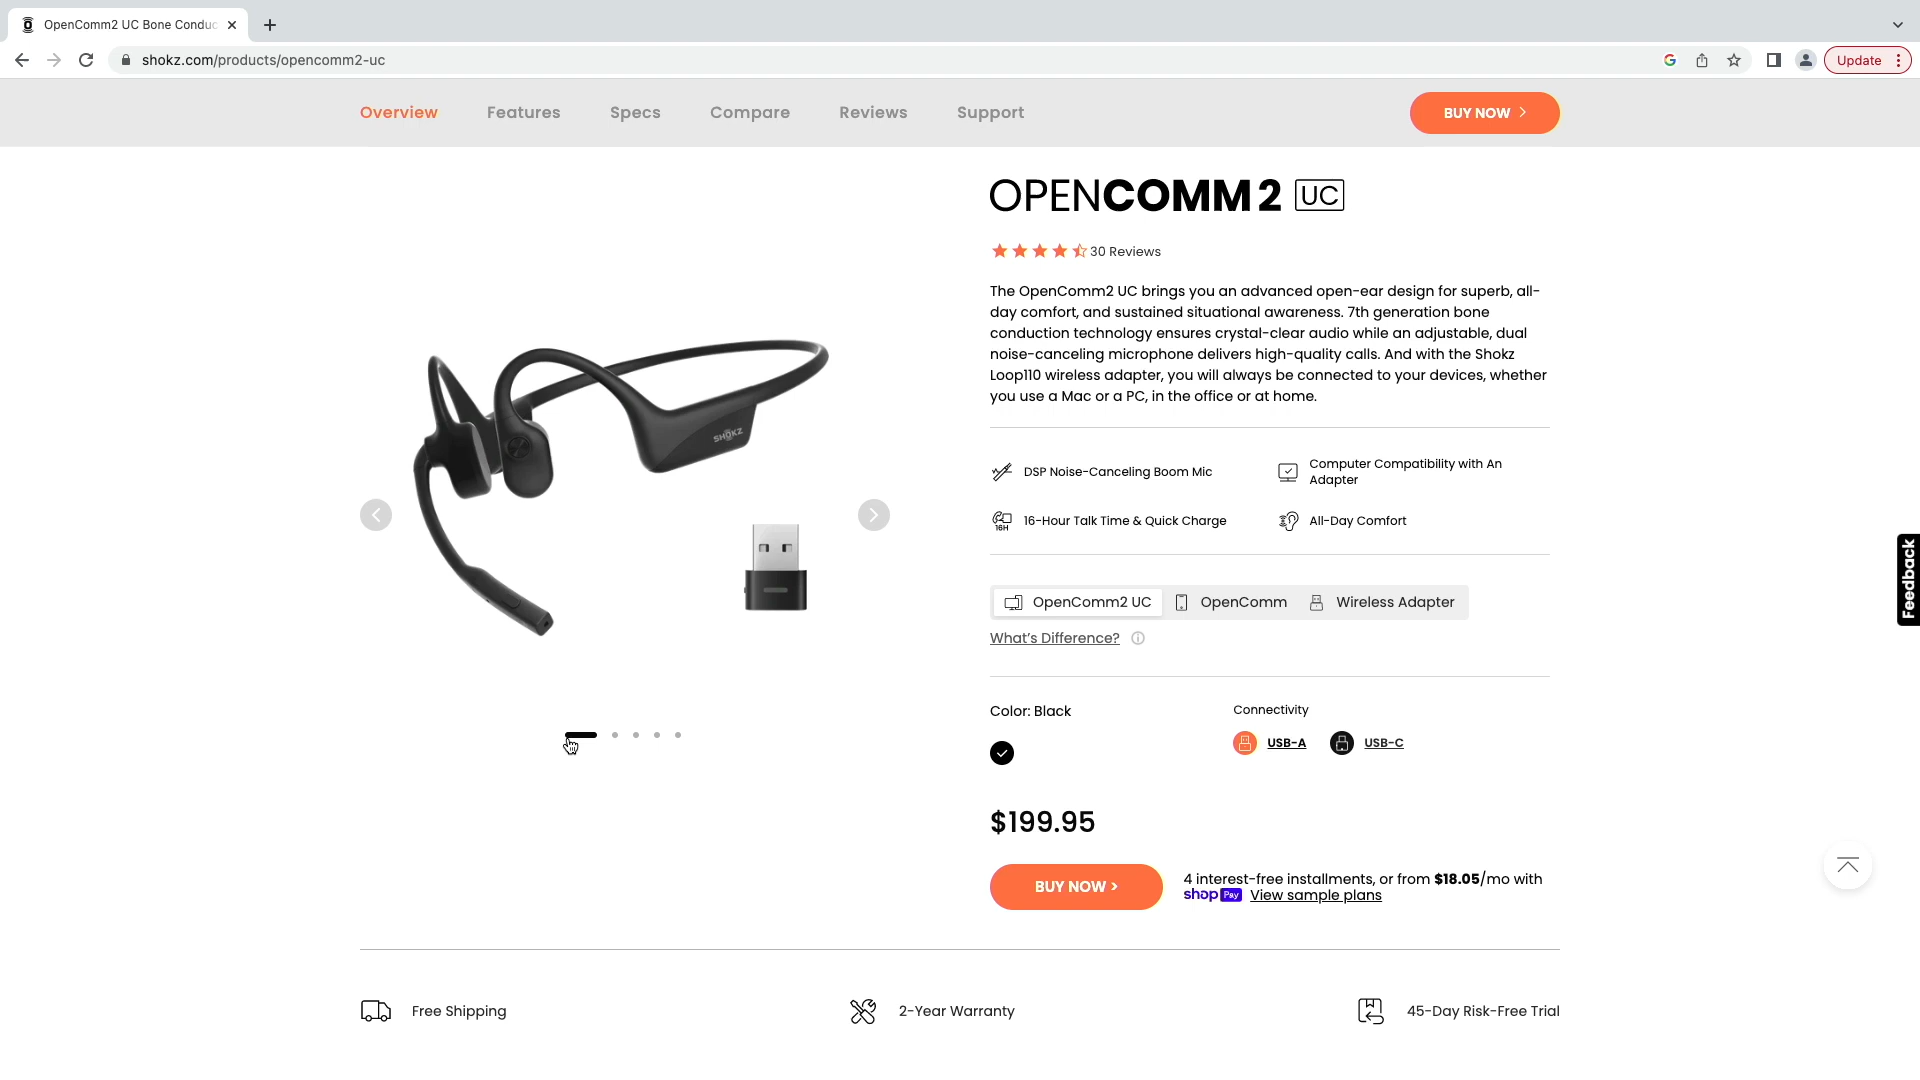 OpenComm2 UC Bone Conduc
shokz.com/products/opencomm2-uc
Update
Overview
Features
Specs
Compare
Reviews
Support
BUY NOW
OPENCOMM2 UC
30 Reviews
The OpenComm2 UC brings you an advanced open-ear design for superb, all-
day comfort, and sustained situational awareness. 7th generation bone
conduction technology ensures crystal-clear audio while an adjustable, dual
noise-canceling microphone delivers high-quality calls. And with the Shokz
Loop110 wireless adapter, you will always be connected to your devices, whether
you use a Mac or a PC, in the office or at home.
SHOKZ
DSP Noise-Canceling Boom Mic
Computer Compatibility with An
Adapter
16H
16-Hour Talk Time & Quick Charge
All-Day Comfort
OpenComm2 UC
OpenComm
Wireless Adapter
What's Difference?
Color: Black
Connectivity
USB-A
USB-C
$199.95
BUY NOW >
4 interest-free installments, or from $18.05/mo with
shop Pay View sample plans
Feedback
Free Shipping
2-Year Warranty
45-Day Risk-Free Trial